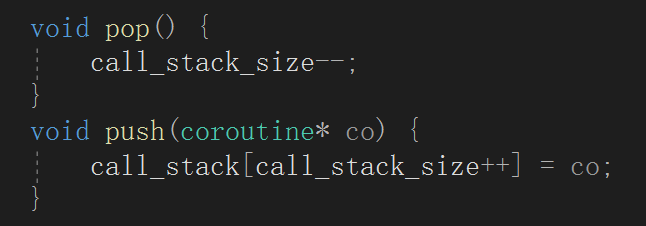 void pop() {
    call_stack_size--;
}
void push(coroutine* co) {
    call_stack[call_stack_size++] = co;
}